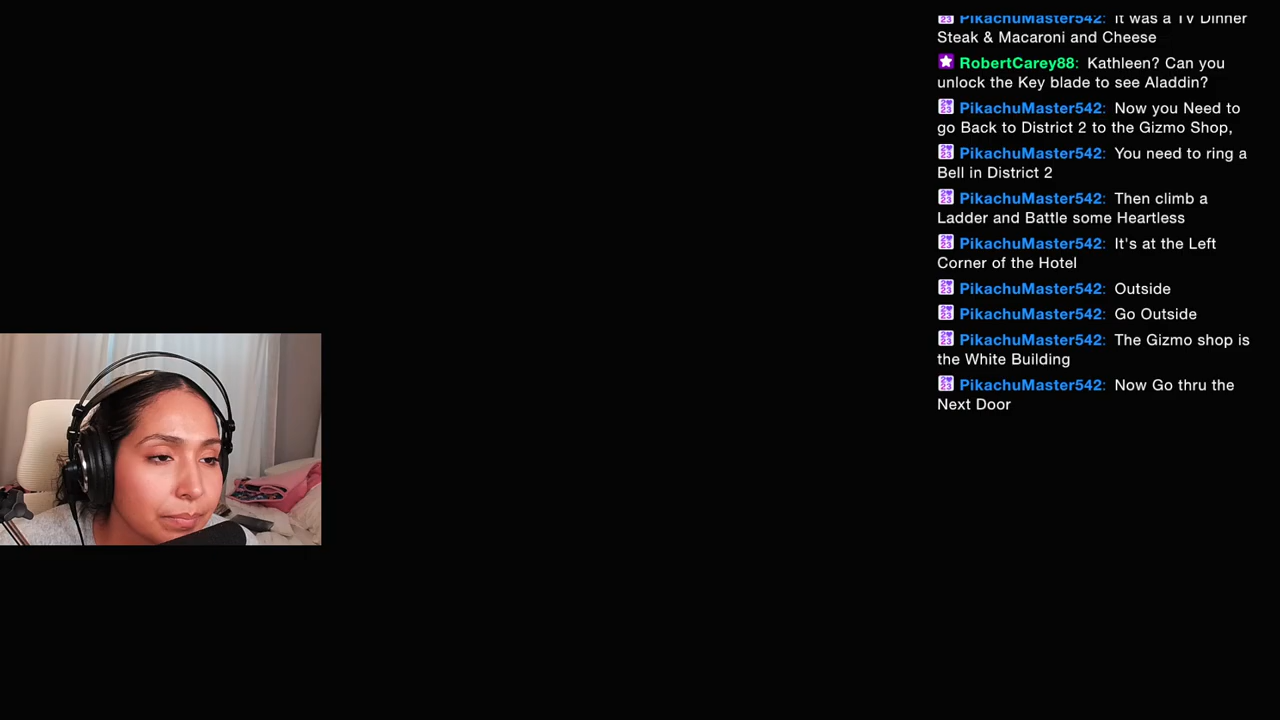 PikachuMaster542: It was a TV Dinner
Steak & Macaroni and Cheese
RobertCarey88: Kathleen? Can you
unlock the Key blade to see Aladdin?
PikachuMaster542: Now you Need to
go Back to District 2 to the Gizmo Shop,
PikachuMaster542: You need to ring a
Bell in District 2
PikachuMaster542: Then climb a
Ladder and Battle some Heartless
PikachuMaster542: It's at the Left
Corner of the Hotel
PikachuMaster542: Outside
PikachuMaster542: Go Outside
PikachuMaster542: The Gizmo shop is
the White Building
PikachuMaster542: Now Go thru the
Next Door